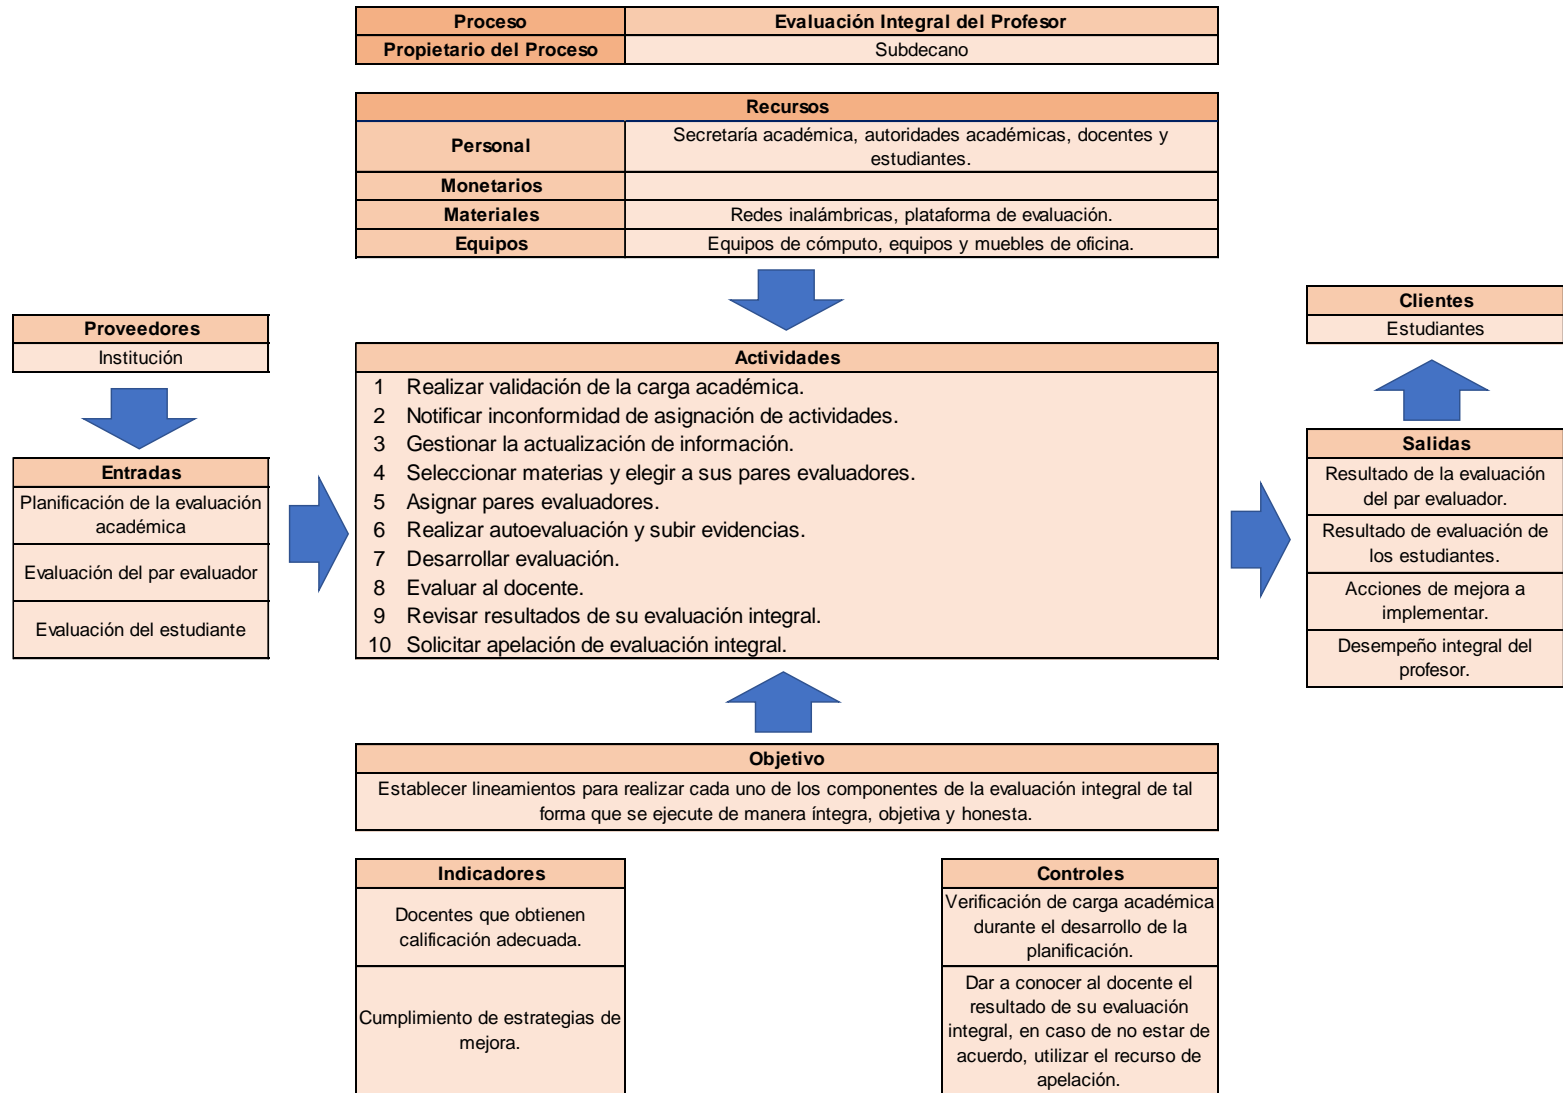 Proceso Evaluación Integral del Profesor
Propietario del Proceso Subdecano
Recursos
Personal Secretaría académica, autoridades académicas, docentes y
estudiantes.
Monetarios
Materiales Redes inalámbricas, plataforma de evaluación.
Equipos Equipos de cómputo, equipos y muebles de oficina.
Proveedores
Institución
Entradas
Planificación de la evaluación
académica
Evaluación del par evaluador
Evaluación del estudiante
Actividades
1 Realizar validación de la carga académica.
2 Notificar inconformidad de asignación de actividades.
3 Gestionar la actualización de información.
4 Seleccionar materias y elegir a sus pares evaluadores.
5 Asignar pares evaluadores.
6 Realizar autoevaluación y subir evidencias.
7 Desarrollar evaluación.
8 Evaluar al docente.
9 Revisar resultados de su evaluación integral.
10 Solicitar apelación de evaluación integral.
Clientes
Estudiantes
Salidas
Resultado de la evaluación
del par evaluador.
Resultado de evaluación de
los estudiantes.
Acciones de mejora a
implementar.
Desempeño integral del
profesor.
Objetivo
Establecer lineamientos para realizar cada uno de los componentes de la evaluación integral de tal
forma que se ejecute de manera íntegra, objetiva y honesta.
Indicadores
Docentes que obtienen
calificación adecuada.
Cumplimiento de estrategias de
mejora.
Controles
Verificación de carga académica
durante el desarrollo de la
planificación.
Dar a conocer al docente el
resultado de su evaluación
integral, en caso de no estar de
acuerdo, utilizar el recurso de
apelación.